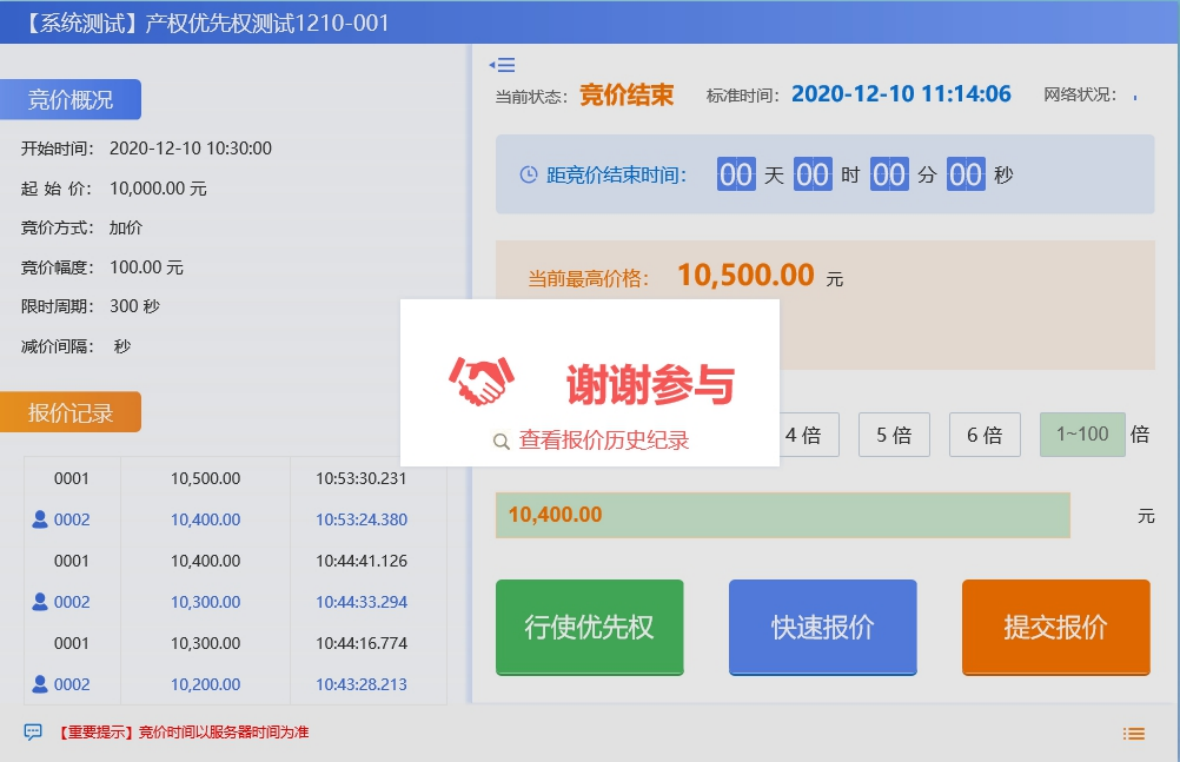 【系统测试】产权优先权测试1210-001
竞价概况
开始时间： 2020-12-10 10:30:00
起 始 价： 10,000.00 元
竞价方式： 加价
竞价幅度： 100.00 元
限时周期： 300 秒
减价间隔： 秒
报价记录
0001 10,500.00 10:53:30.231
0002 10,400.00 10:53:24.380
0001 10,400.00 10:44:41.126
0002 10,300.00 10:44:33.294
0001 10,300.00 10:44:16.774
0002 10,200.00 10:43:28.213
当前状态： 竞价结束 标准时间： 2020-12-10 11:14:06 网络状况：
距竞价结束时间： 00 天 00 时 00 分 00 秒
当前最高价格： 10,500.00 元
谢谢参与
查看报价历史纪录
4 倍 5 倍 6 倍 1~100 倍
10,400.00 元
行使优先权 快速报价 提交报价
【重要提示】竞价时间以服务器时间为准